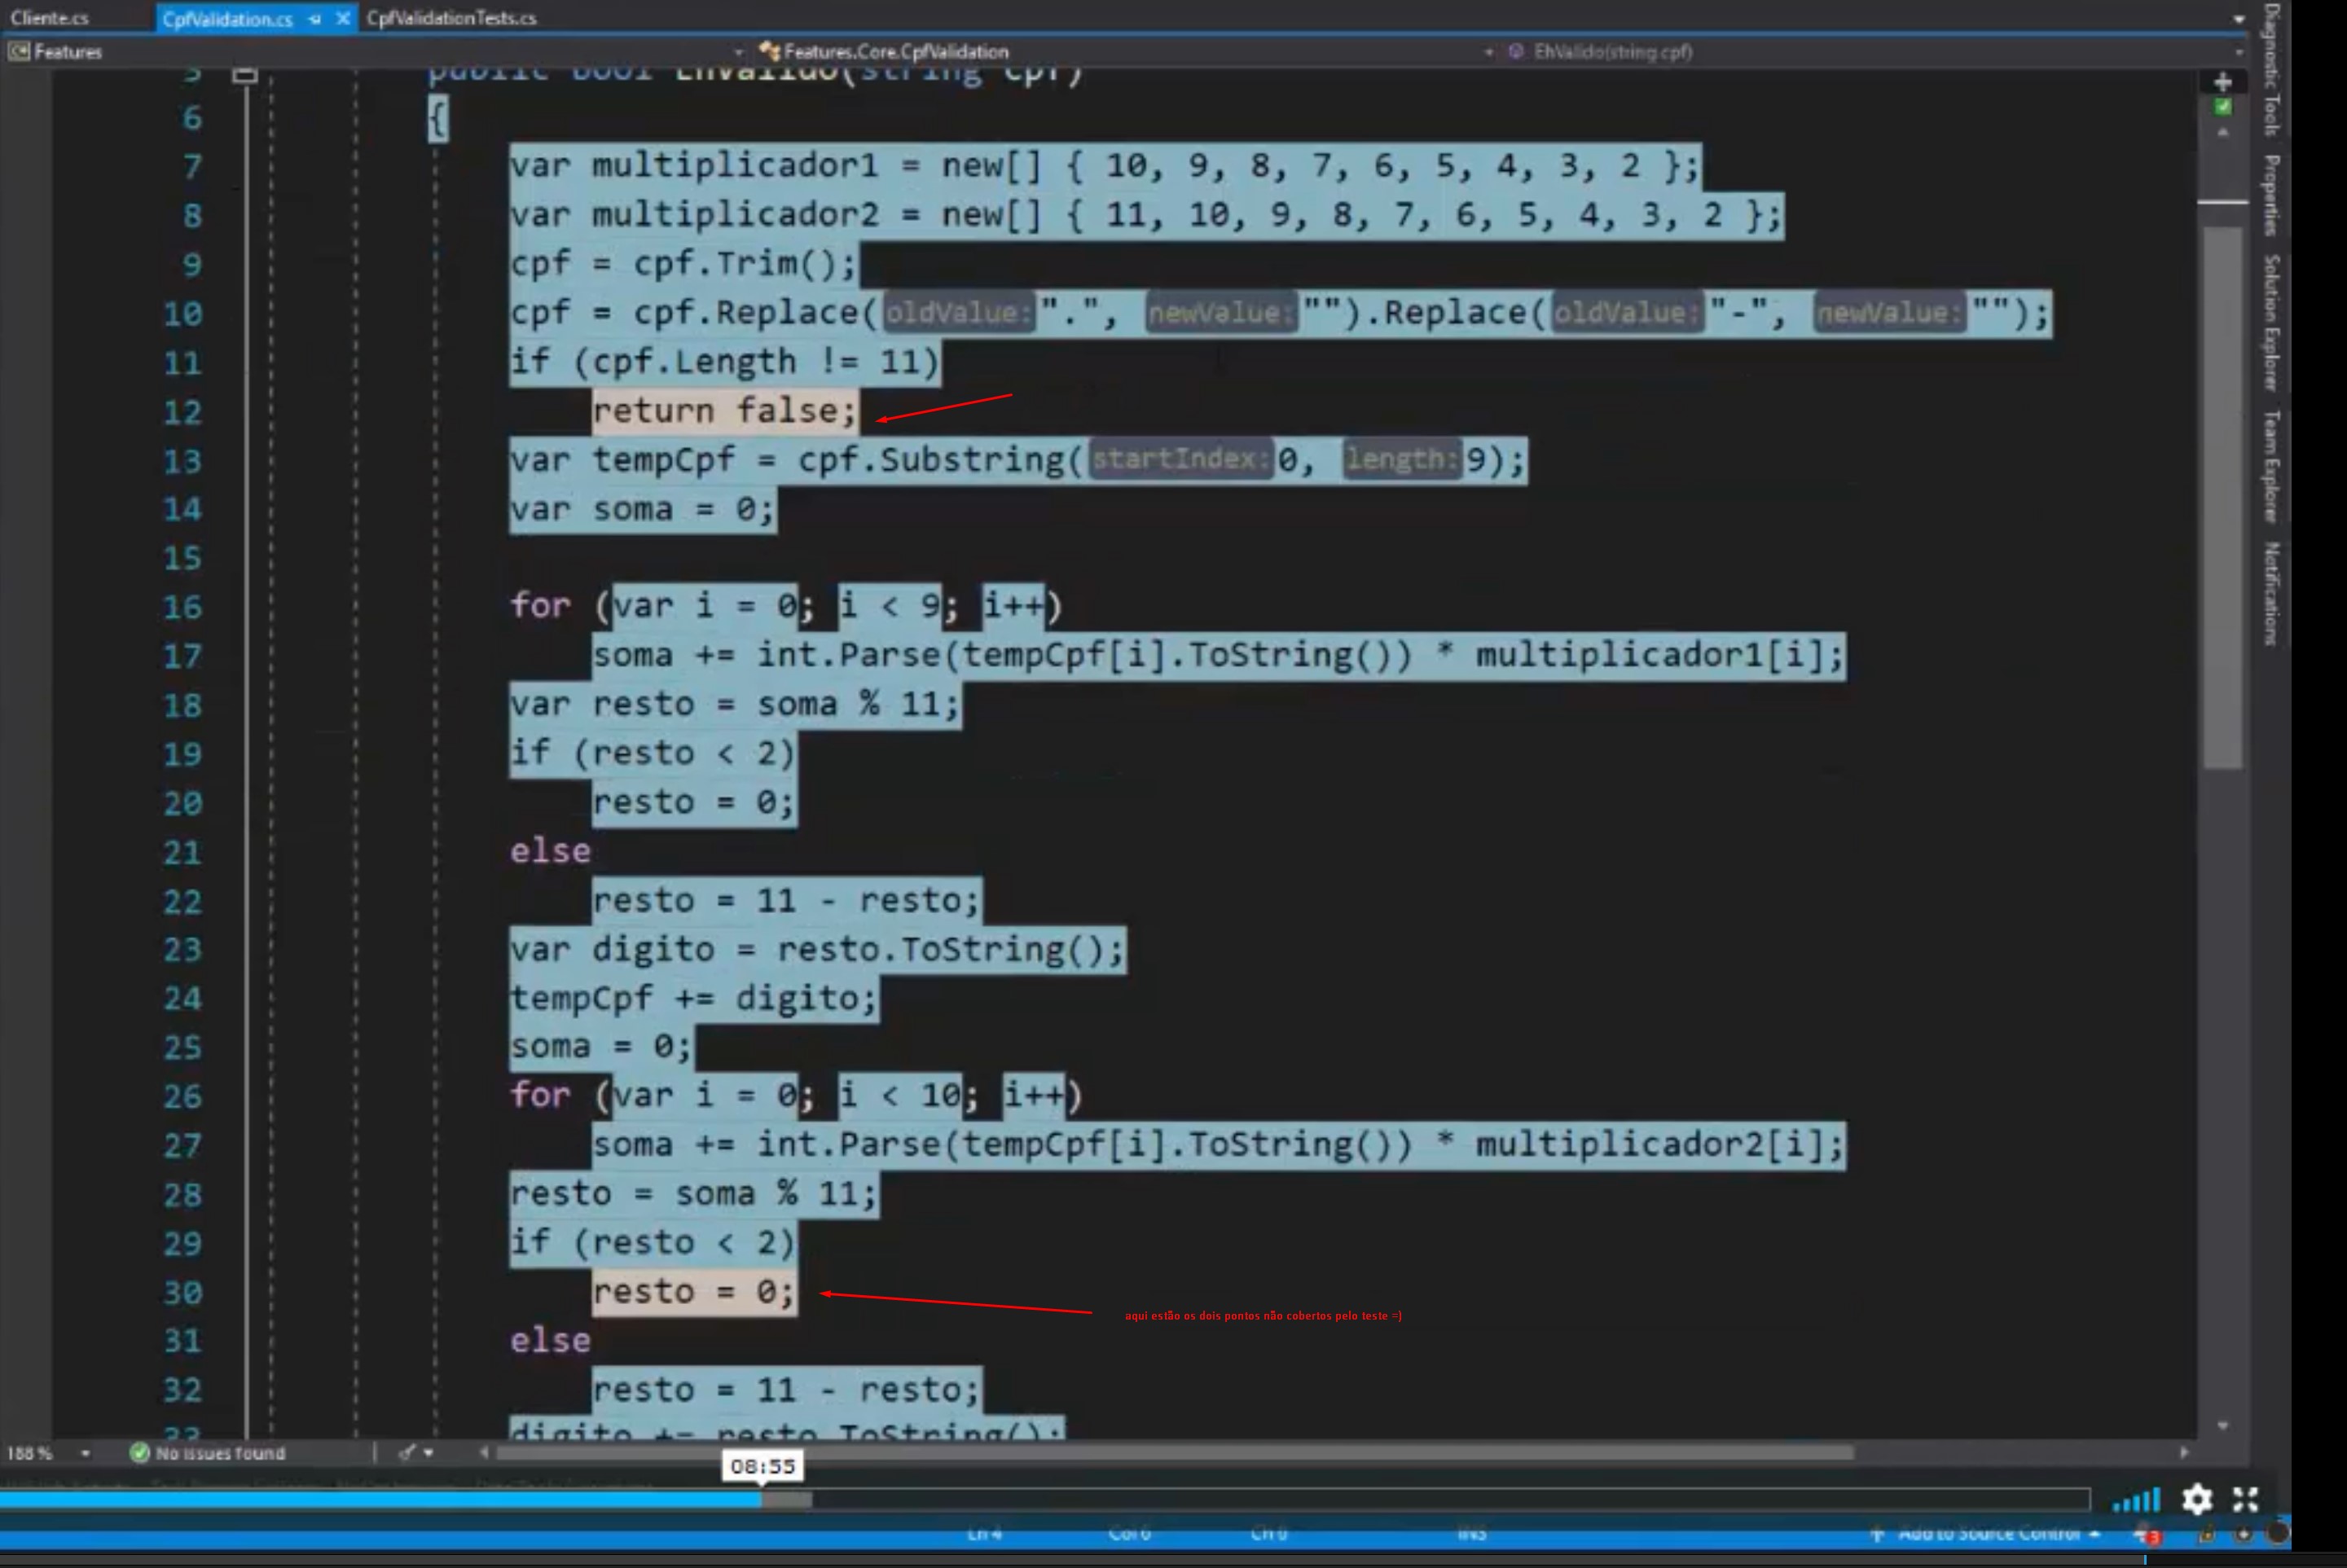 Cliente.cs CpfValidation.cs CpfValidationTests.cs
Features Features.Core.CpfValidation EhValido(string cpf)
5 public bool EhValido(string cpf)
6 {
7 var multiplicador1 = new[] { 10, 9, 8, 7, 6, 5, 4, 3, 2 };
8 var multiplicador2 = new[] { 11, 10, 9, 8, 7, 6, 5, 4, 3, 2 };
9 cpf = cpf.Trim();
10 cpf = cpf.Replace(oldValue:".", newValue:"").Replace(oldValue:"-", newValue:"");
11 if (cpf.Length != 11)
12 return false;
13 var tempCpf = cpf.Substring(startIndex:0, length:9);
14 var soma = 0;
15
16 for (var i = 0; i < 9; i++)
17 soma += int.Parse(tempCpf[i].ToString()) * multiplicador1[i];
18 var resto = soma % 11;
19 if (resto < 2)
20 resto = 0;
21 else
22 resto = 11 - resto;
23 var digito = resto.ToString();
24 tempCpf += digito;
25 soma = 0;
26 for (var i = 0; i < 10; i++)
27 soma += int.Parse(tempCpf[i].ToString()) * multiplicador2[i];
28 resto = soma % 11;
29 if (resto < 2)
30 resto = 0;
aqui estão os dois pontos não cobertos pelo teste =)
31 else
32 resto = 11 - resto;
33 digito += resto.ToString();
188 % No issues found
08:55
Ln 4 Col 6 Ch 6 INS Add to Source Control 3
Diagnostic Tools
Properties
Solution Explorer
Team Explorer
Notifications